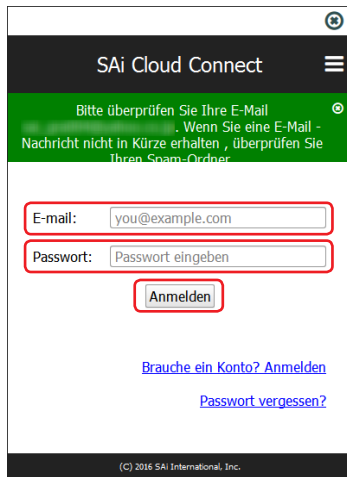 SAi Cloud Connect
Bitte überprüfen Sie Ihre E-Mail
. Wenn Sie eine E-Mail -
Nachricht nicht in Kürze erhalten , überprüfen Sie
Ihren Spam-Ordner
E-mail: you@example.com
Passwort: Passwort eingeben
Anmelden
Brauche ein Konto? Anmelden
Passwort vergessen?
(C) 2016 SAi International, Inc.